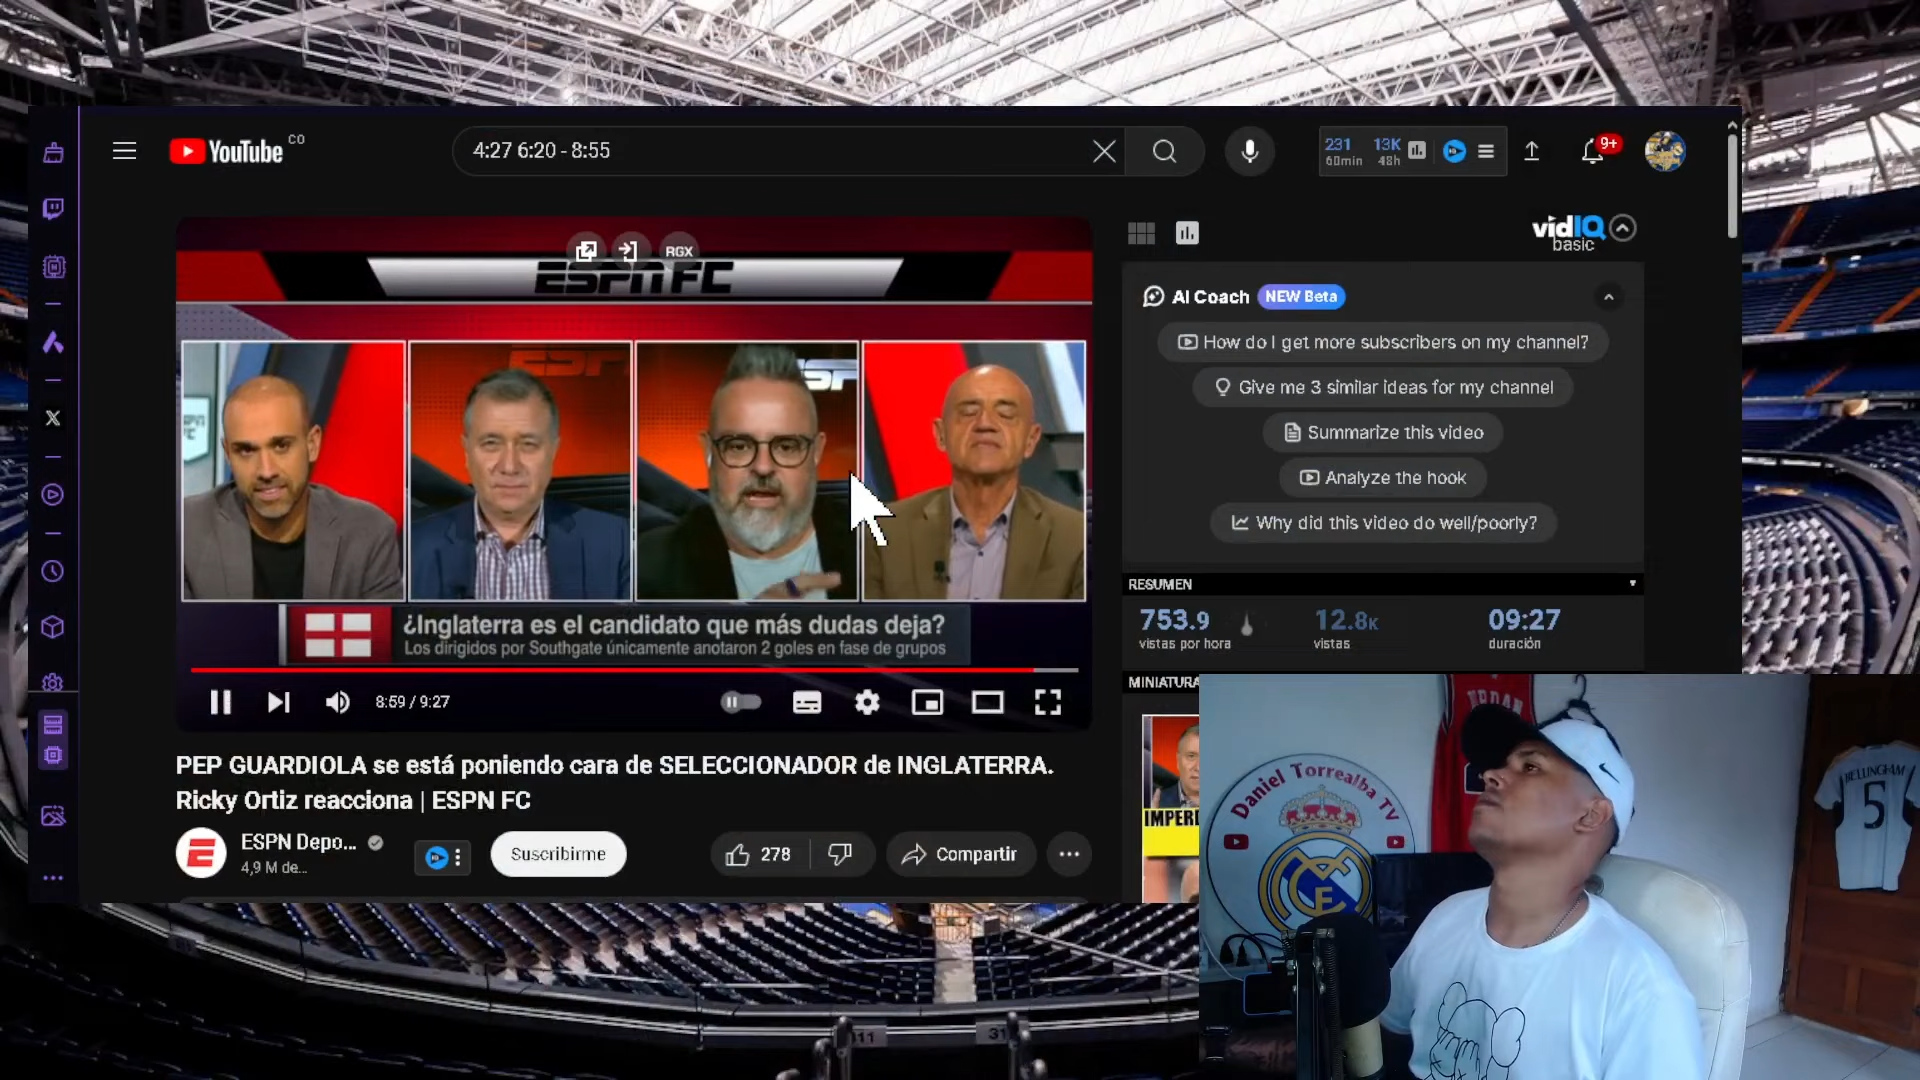 YouTube CO
4:27 6:20 - 8:55
231 13K
60min 48h
9+
RGX
ESPN FC
vidIQ
basic
AI Coach NEW Beta
How do I get more subscribers on my channel?
Give me 3 similar ideas for my channel
Summarize this video
Analyze the hook
Why did this video do well/poorly?
¿Inglaterra es el candidato que más dudas deja?
Los dirigidos por Southgate únicamente anotaron 2 goles en fase de grupos
RESUMEN
753.9 12.8K 09:27
vistas por hora vistas duración
8:59 / 9:27
MINIATURA
PEP GUARDIOLA se está poniendo cara de SELECCIONADOR de INGLATERRA.
Ricky Ortiz reacciona | ESPN FC
ESPN Depo...
4,9 M de...
Suscribirme
278
Compartir
IMPER
Daniel Torrealba TV
BELLINGHAM
5
311